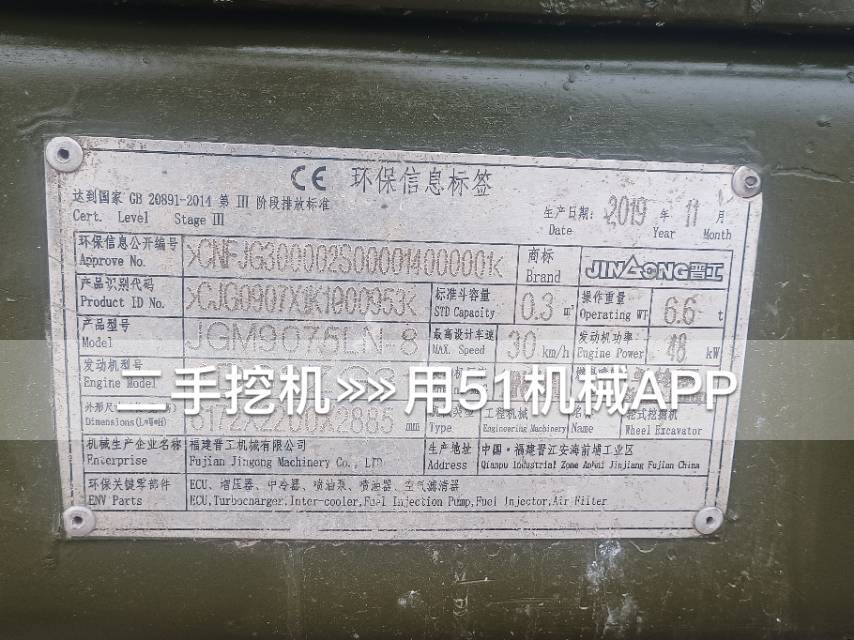 CE 环保信息标签
达到国家 GB 20891-2014 第 III 阶段排放标准
Cert. Level Stage III
生产日期: 2019 年 11 月
Date Year Month
环保信息公开编号
Approve No.
>CNFJG300002S000014000001<
商标
Brand
JINGONG晋工
产品识别代码
Product ID No.
标准斗容量
STD Capacity
0.3 m³
操作重量
Operating WT
6.6 t
产品型号
Model
JGM9075LN-8
最高设计车速
MAX. Speed
30 km/h
发动机功率
Engine Power
48 kW
发动机型号
Engine Model
二手挖机»»用51机械APP
外形尺寸
Dimensions(L*W*H)
6172X2200X2885 mm
类型
Type
工程机械
Engineering Machinery
名称
Name
轮式挖掘机
Wheel Excavator
机械生产企业名称
Enterprise
福建晋工机械有限公司
Fujian Jingong Machinery Co., LTD
生产地址
Address
中国·福建晋江安海前埔工业区
Qianpu Industrial Zone Anhai Jinjiang Fujian China
环保关键零部件
ENV Parts
ECU、增压器、中冷器、喷油泵、喷油器、空气滤清器
ECU,Turbocharger,Inter-cooler,Fuel Injection Pump,Fuel Injector,Air Filter